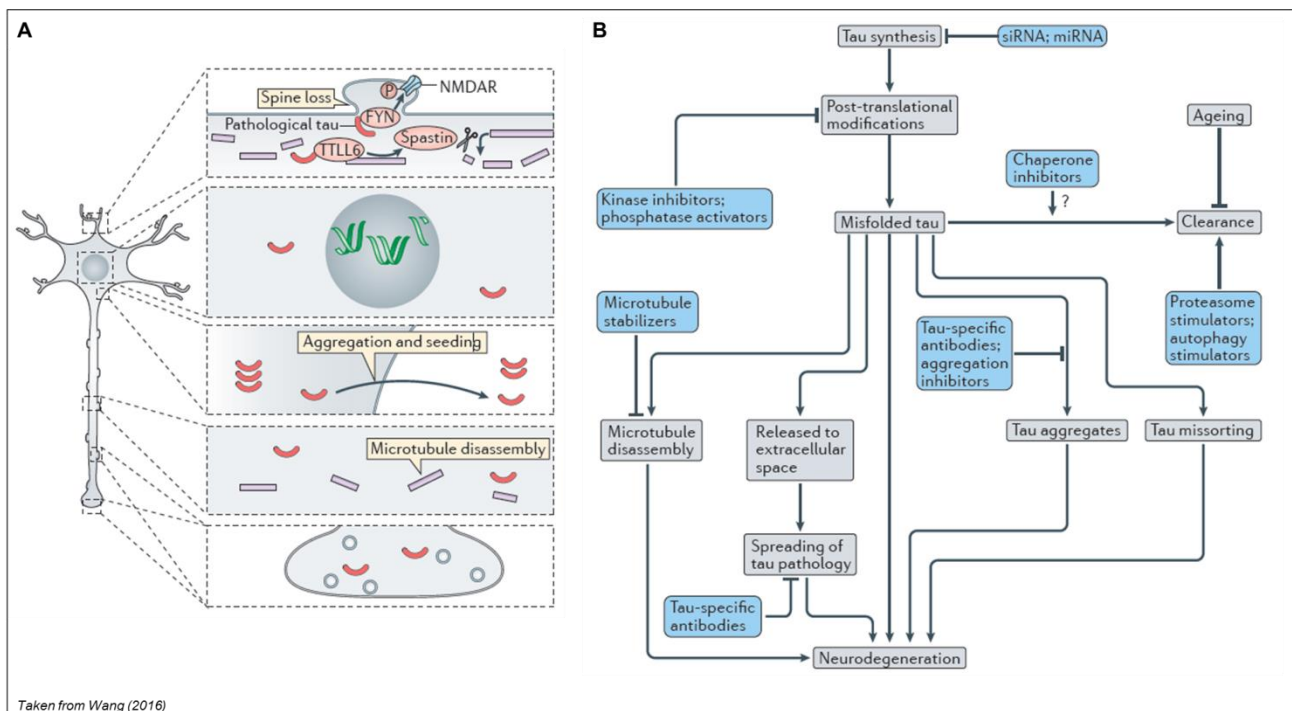 A
Spine loss
P
NMDAR
FYN
Pathological tau
Spastin
TTLL6
Aggregation and seeding
Microtubule disassembly
B
Tau synthesis
siRNA; miRNA
Post-translational
modifications
Ageing
Kinase inhibitors;
phosphatase activators
Chaperone
inhibitors
?
Misfolded tau
Clearance
Microtubule
stabilizers
Tau-specific
antibodies;
aggregation
inhibitors
Proteasome
stimulators;
autophagy
stimulators
Microtubule
disassembly
Released to
extracellular
space
Tau aggregates
Tau missorting
Spreading of
tau pathology
Tau-specific
antibodies
Neurodegeneration
Taken from Wang (2016)